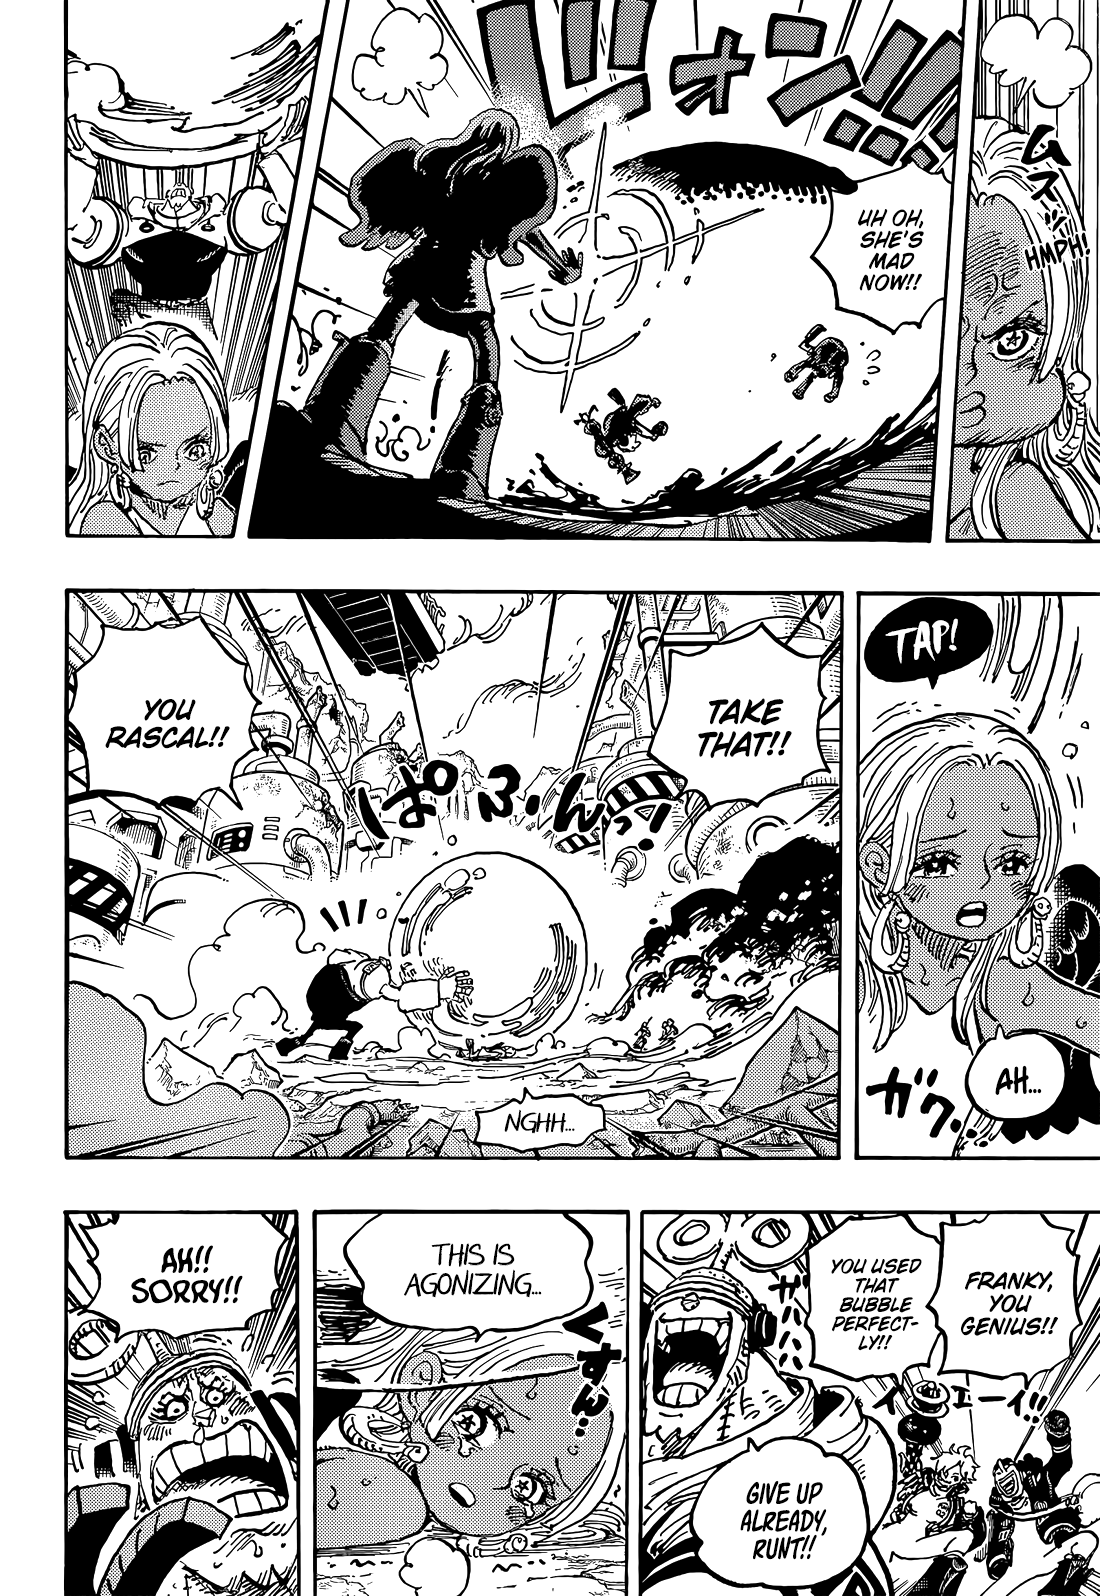 ムスッ
HMPH!
ドォン!!!
UH OH,
SHE'S
MAD
NOW!!
TAP!
AH...
ガク...
TAKE
THAT!!
YOU
RASCAL!!
ぱふんっ!
NGHH...
FRANKY,
YOU
GENIUS!!
YOU USED
THAT
BUBBLE
PERFECT-
LY!!
イエーイ!!
GIVE UP
ALREADY,
RUNT!!
THIS IS
AGONIZING...
AH!!
SORRY!!